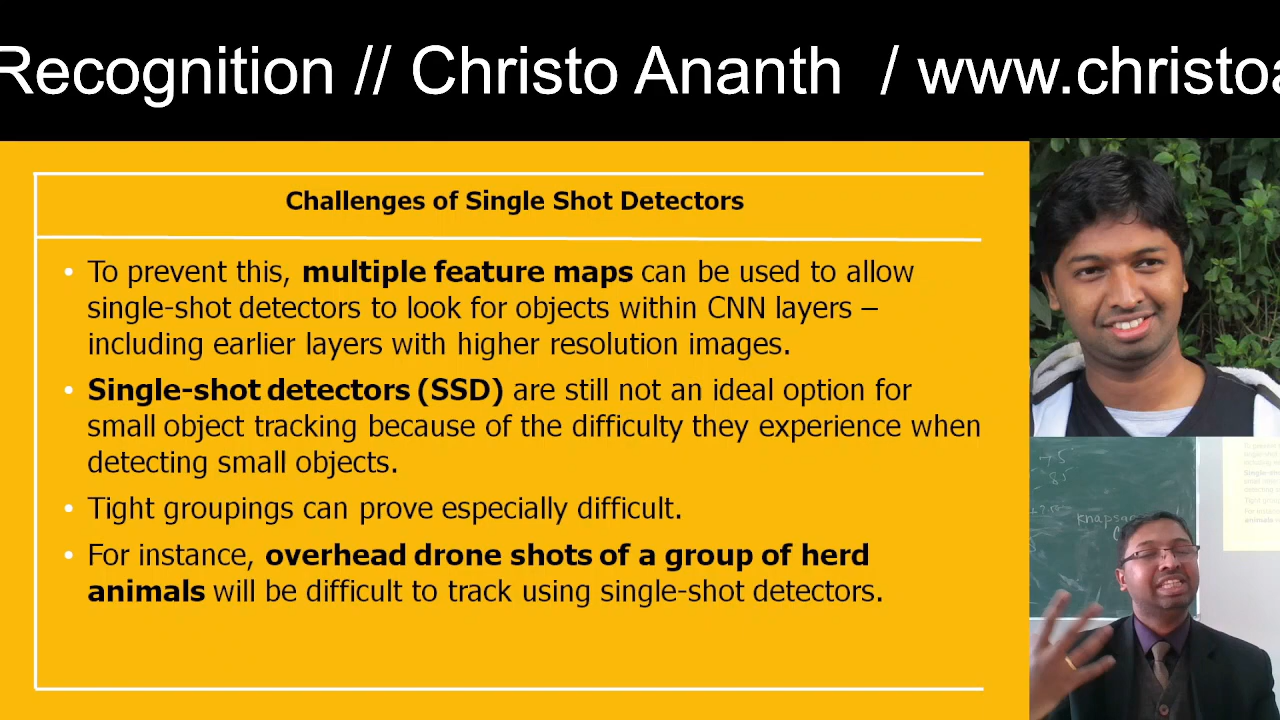 Recognition // Christo Ananth / www.christoa
Challenges of Single Shot Detectors
• To prevent this, multiple feature maps can be used to allow
single-shot detectors to look for objects within CNN layers –
including earlier layers with higher resolution images.
• Single-shot detectors (SSD) are still not an ideal option for
small object tracking because of the difficulty they experience when
detecting small objects.
• Tight groupings can prove especially difficult.
• For instance, overhead drone shots of a group of herd
animals will be difficult to track using single-shot detectors.